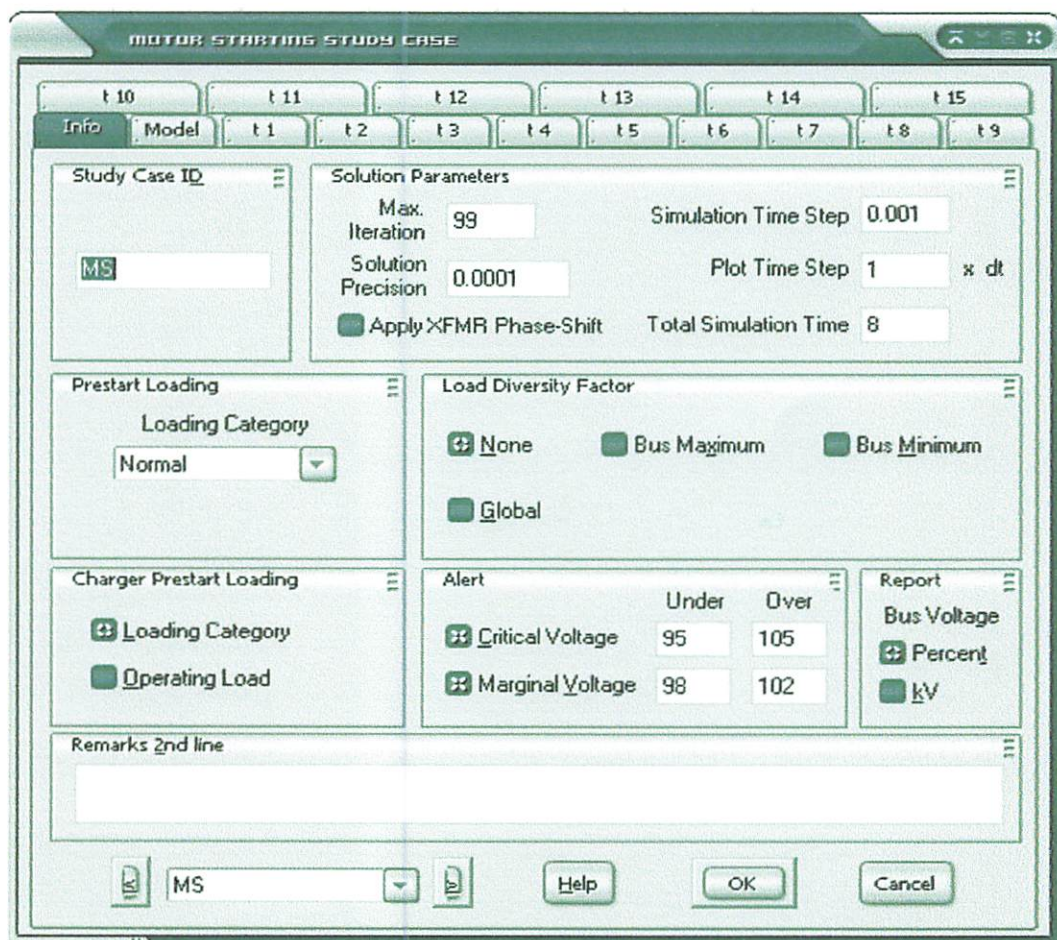 MOTOR STARTING STUDY CASE
t 10 t 11 t 12 t 13 t 14 t 15
Info Model t 1 t 2 t 3 t 4 t 5 t 6 t 7 t 8 t 9
Study Case ID
MS
Solution Parameters
Max. Iteration 99
Solution Precision 0.0001
Apply XFMR Phase-Shift
Simulation Time Step 0.001
Plot Time Step 1 x dt
Total Simulation Time 8
Prestart Loading
Loading Category
Normal
Load Diversity Factor
None Bus Maximum Bus Minimum
Global
Charger Prestart Loading
Loading Category
Operating Load
Alert
Under Over
Critical Voltage 95 105
Marginal Voltage 98 102
Report
Bus Voltage
Percent
kV
Remarks 2nd line
MS Help OK Cancel